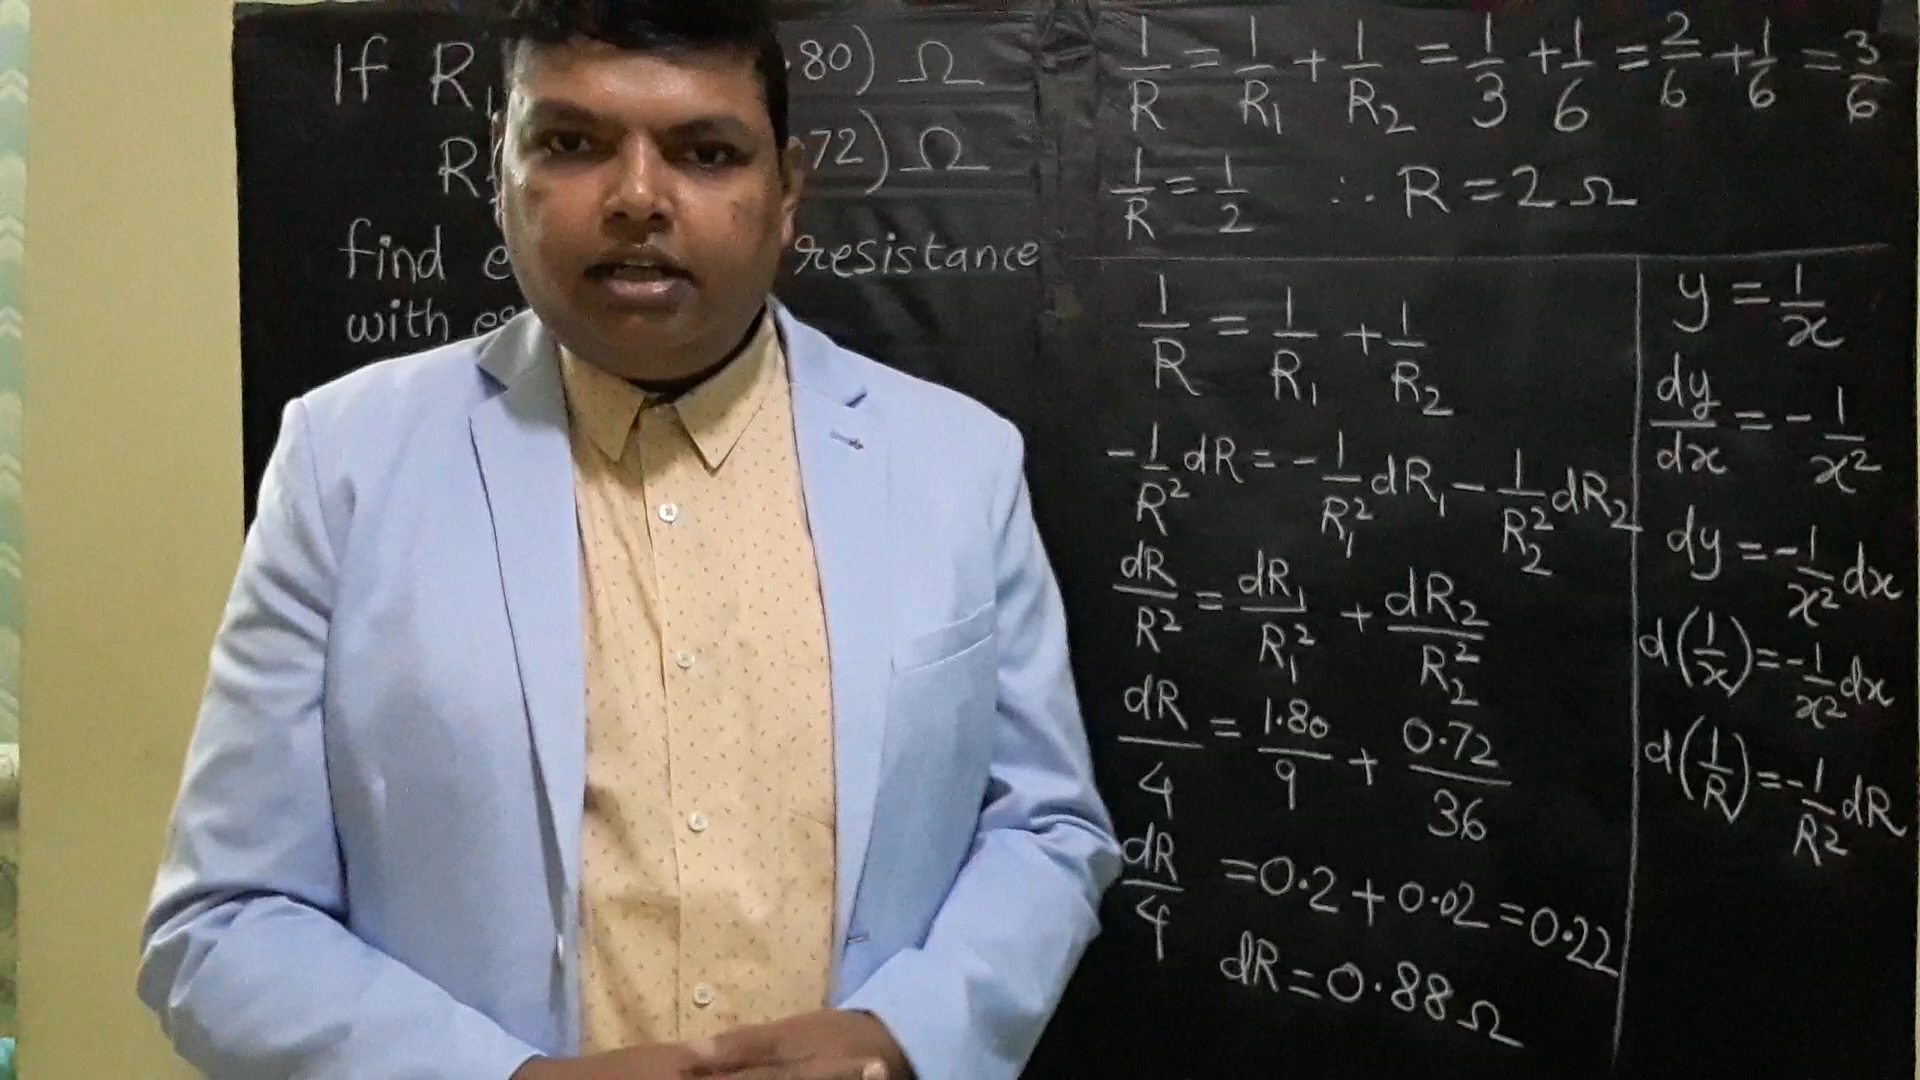 If R₁ .80) Ω
R 72) Ω
find resistance
with
1/R = 1/R₁ + 1/R₂ = 1/3 + 1/6 = 2/6 + 1/6 = 3/6
1/R = 1/2 ∴ R = 2 Ω
1/R = 1/R₁ + 1/R₂
-1/R² dR = -1/R₁² dR₁ - 1/R₂² dR₂
dR/R² = dR₁/R₁² + dR₂/R₂²
dR/4 = 1.80/9 + 0.72/36
dR/4 = 0.2 + 0.02 = 0.22
dR = 0.88 Ω
y = 1/x
dy/dx = -1/x²
dy = -1/x² dx
d(1/x) = -1/x² dx
d(1/R) = -1/R² dR